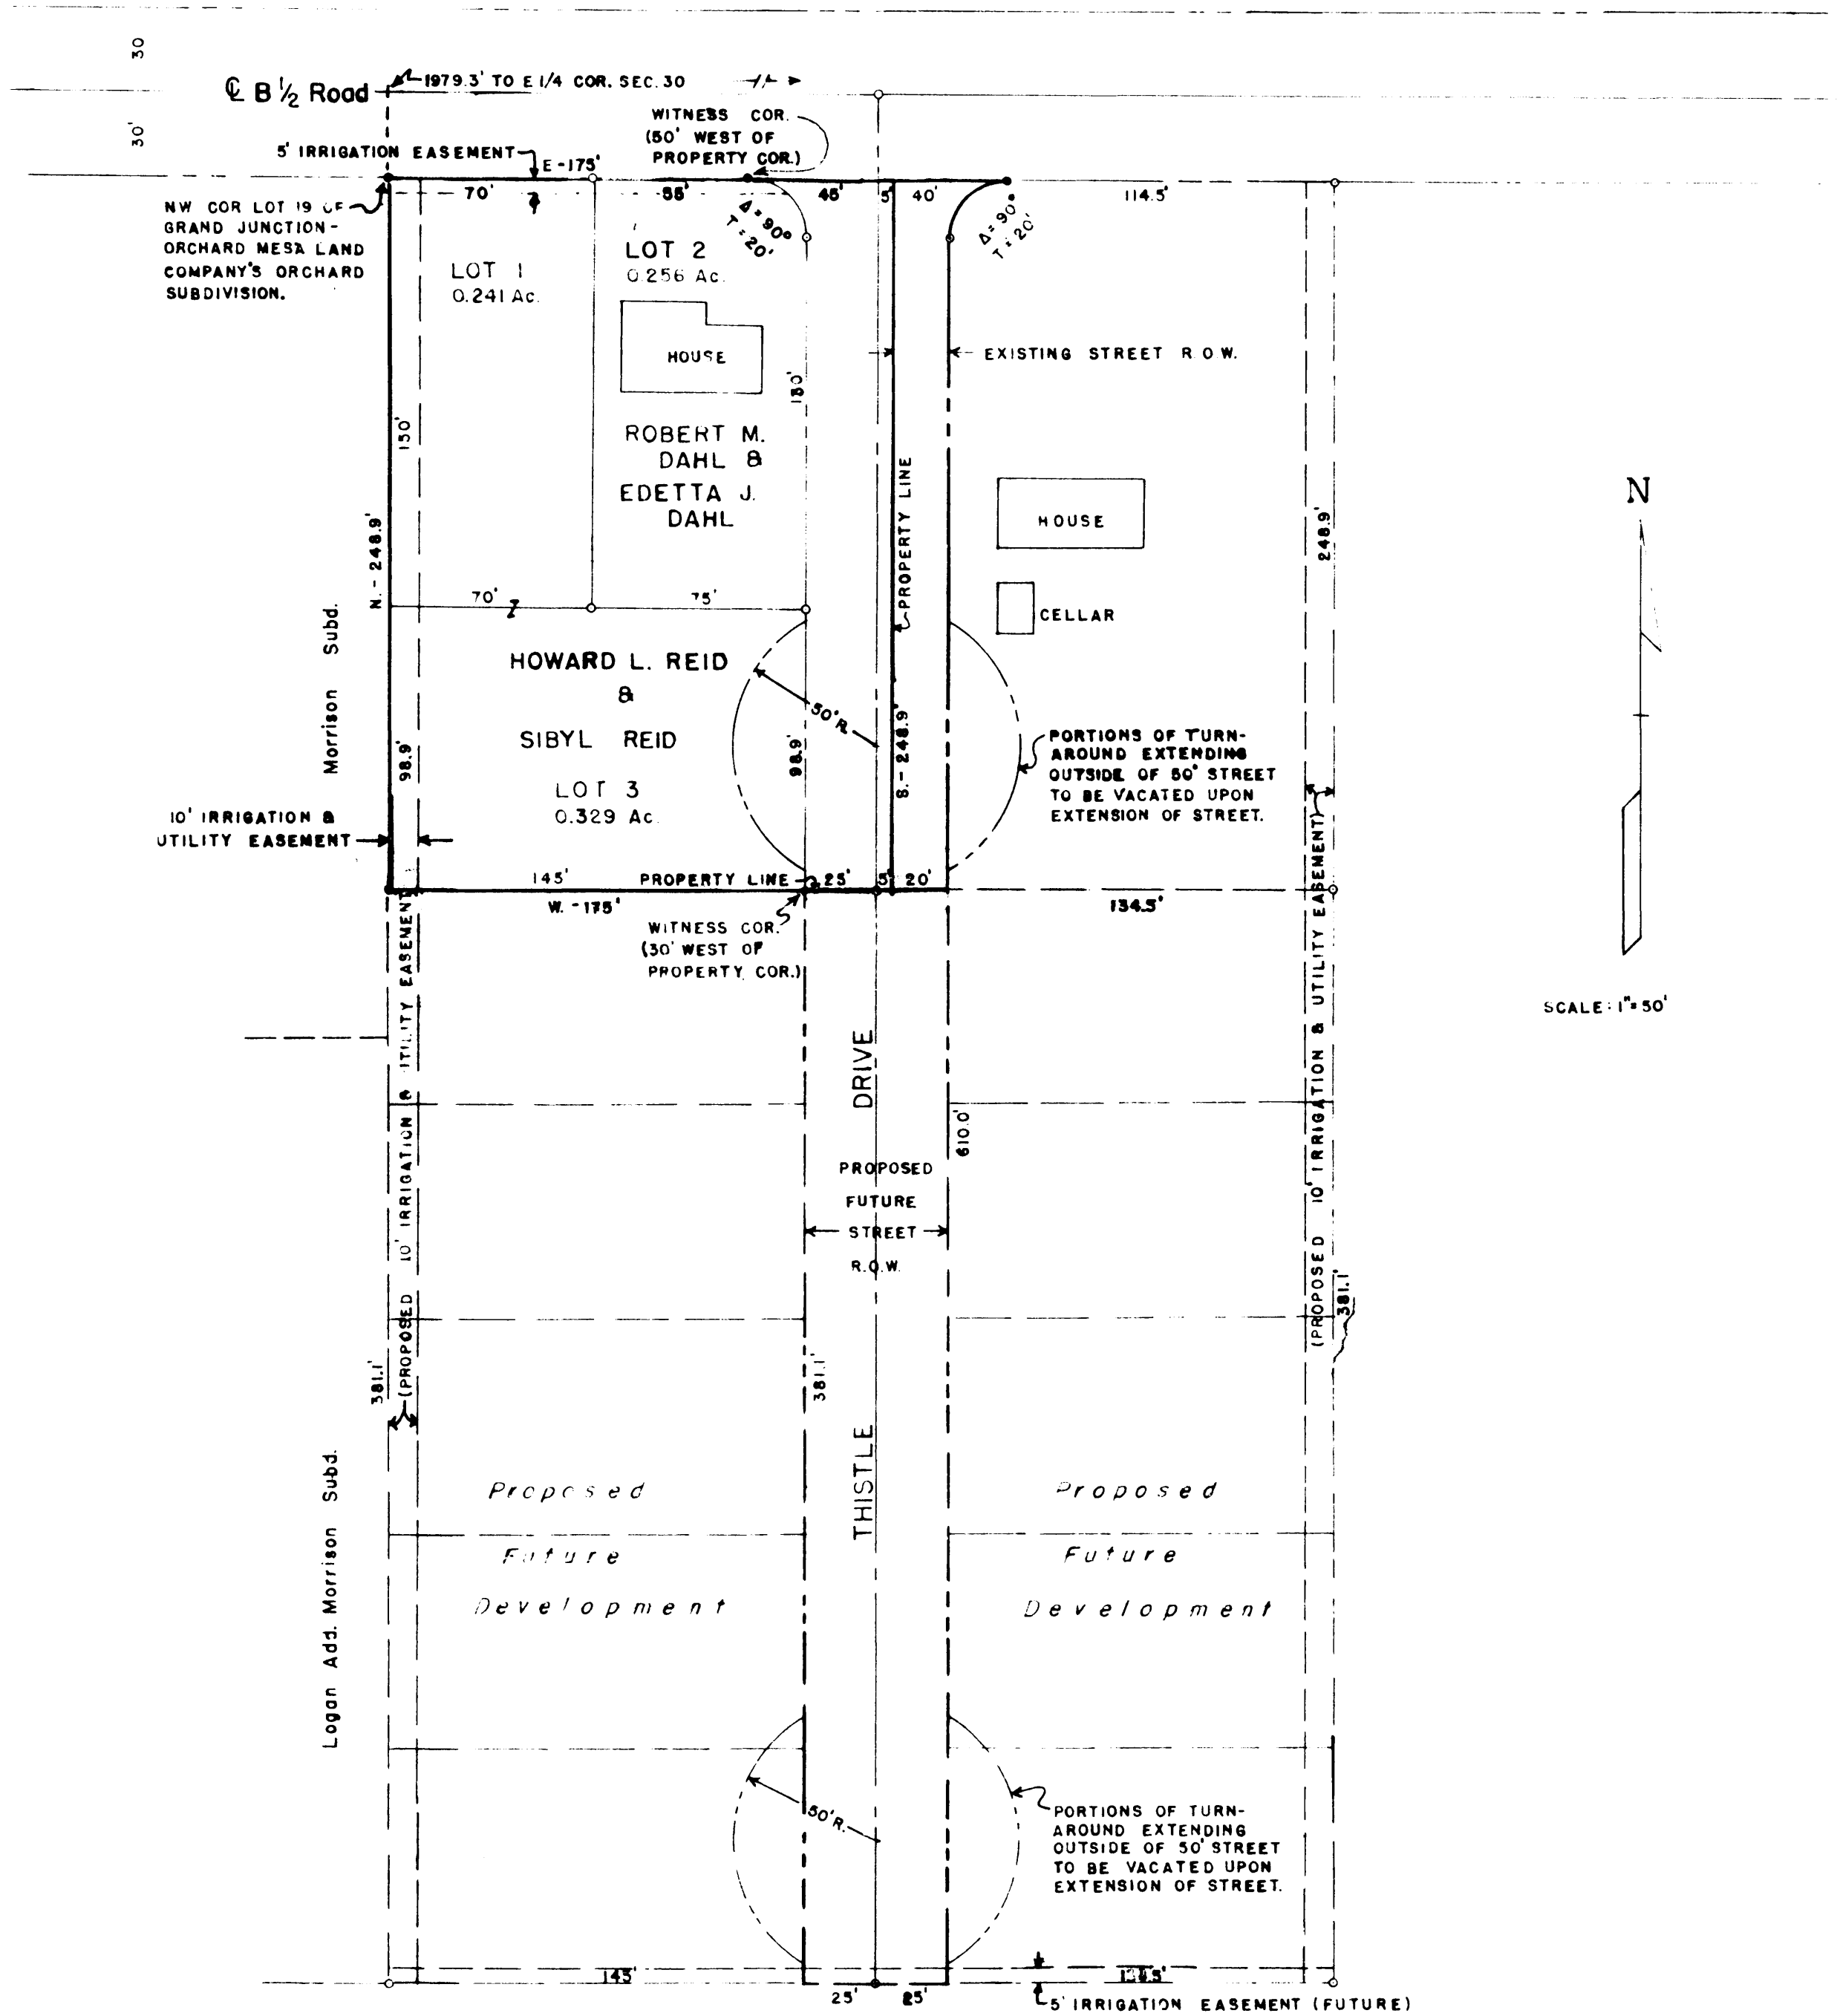 30
℄ B ½ Road
1979.3' TO E 1/4 COR. SEC. 30
30'
WITNESS COR.
(50' WEST OF
PROPERTY COR.)
5' IRRIGATION EASEMENT
E -175'
70'
55'
45'
5'
40'
114.5'
NW COR LOT 19 OF
GRAND JUNCTION-
ORCHARD MESA LAND
COMPANY'S ORCHARD
SUBDIVISION.
Δ = 90°
T = 20'
Δ = 90°
T = 20'
LOT 1
0.241 Ac.
LOT 2
0.256 Ac.
HOUSE
EXISTING STREET R.O.W.
130'
150'
ROBERT M.
DAHL &
EDETTA J.
DAHL
PROPERTY LINE
HOUSE
CELLAR
N. - 248.9'
248.9'
N
70'
75'
Morrison Subd.
HOWARD L. REID
&
SIBYL REID
LOT 3
0.329 Ac.
50' R.
98.9'
98.9'
S. - 248.9'
PORTIONS OF TURN-
AROUND EXTENDING
OUTSIDE OF 50' STREET
TO BE VACATED UPON
EXTENSION OF STREET.
10' IRRIGATION &
UTILITY EASEMENT
145'
PROPERTY LINE
25'
5'
20'
W. - 175'
134.5'
WITNESS COR.
(30' WEST OF
PROPERTY COR.)
SCALE: 1"= 50'
(PROPOSED 10' IRRIGATION & UTILITY EASEMENT
(PROPOSED 10' IRRIGATION & UTILITY EASEMENT)
THISTLE DRIVE
610.0'
PROPOSED
FUTURE
STREET
R.O.W.
381.1'
381.1'
381.1'
Logan Add. Morrison Subd.
Proposed
Future
Development
Proposed
Future
Development
50' R.
PORTIONS OF TURN-
AROUND EXTENDING
OUTSIDE OF 50' STREET
TO BE VACATED UPON
EXTENSION OF STREET.
145'
25'
25'
5' IRRIGATION EASEMENT (FUTURE)